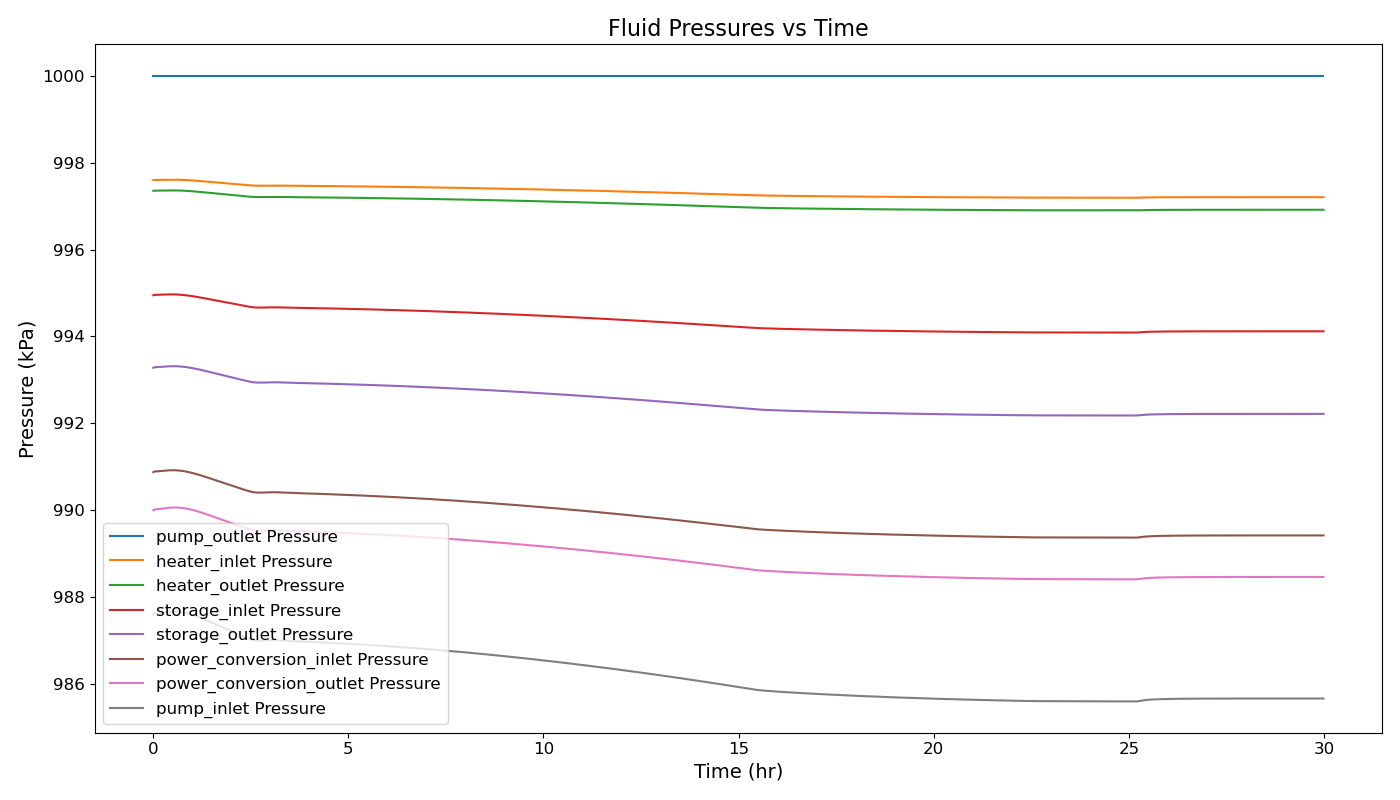 Fluid Pressures vs Time
Pressure (kPa)
1000
998
996
994
992
990
988
986
pump_outlet Pressure
heater_inlet Pressure
heater_outlet Pressure
storage_inlet Pressure
storage_outlet Pressure
power_conversion_inlet Pressure
power_conversion_outlet Pressure
pump_inlet Pressure
0 5 10 15 20 25 30
Time (hr)